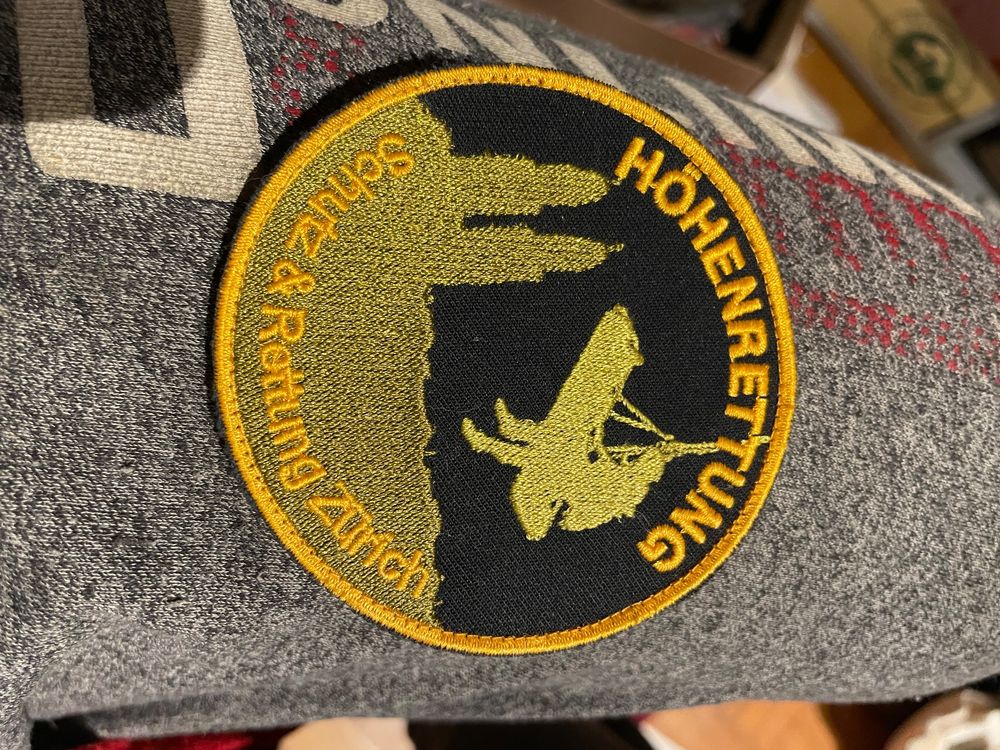 HÖHENRETTUNG
Schutz & Rettung Zürich